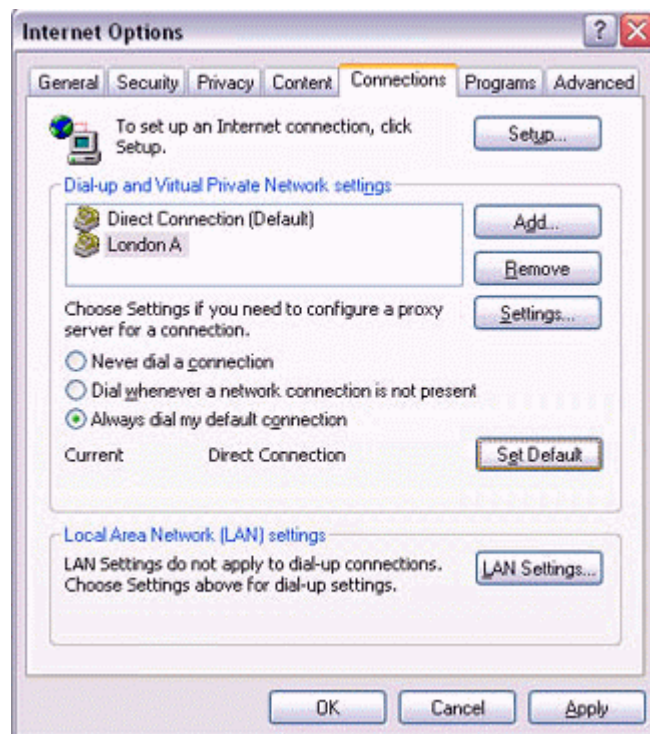 Internet Options
General Security Privacy Content Connections Programs Advanced
To set up an Internet connection, click
Setup.
Setup...
Dial-up and Virtual Private Network settings
Direct Connection (Default)
London A
Add...
Remove
Choose Settings if you need to configure a proxy
server for a connection.
Settings...
Never dial a connection
Dial whenever a network connection is not present
Always dial my default connection
Current Direct Connection Set Default
Local Area Network (LAN) settings
LAN Settings do not apply to dial-up connections.
Choose Settings above for dial-up settings.
LAN Settings...
OK Cancel Apply